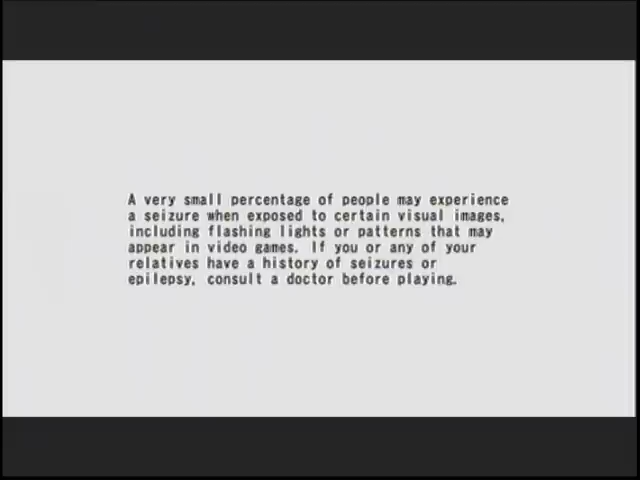 A very small percentage of people may experience
a seizure when exposed to certain visual images,
including flashing lights or patterns that may
appear in video games. If you or any of your
relatives have a history of seizures or
epilepsy, consult a doctor before playing.